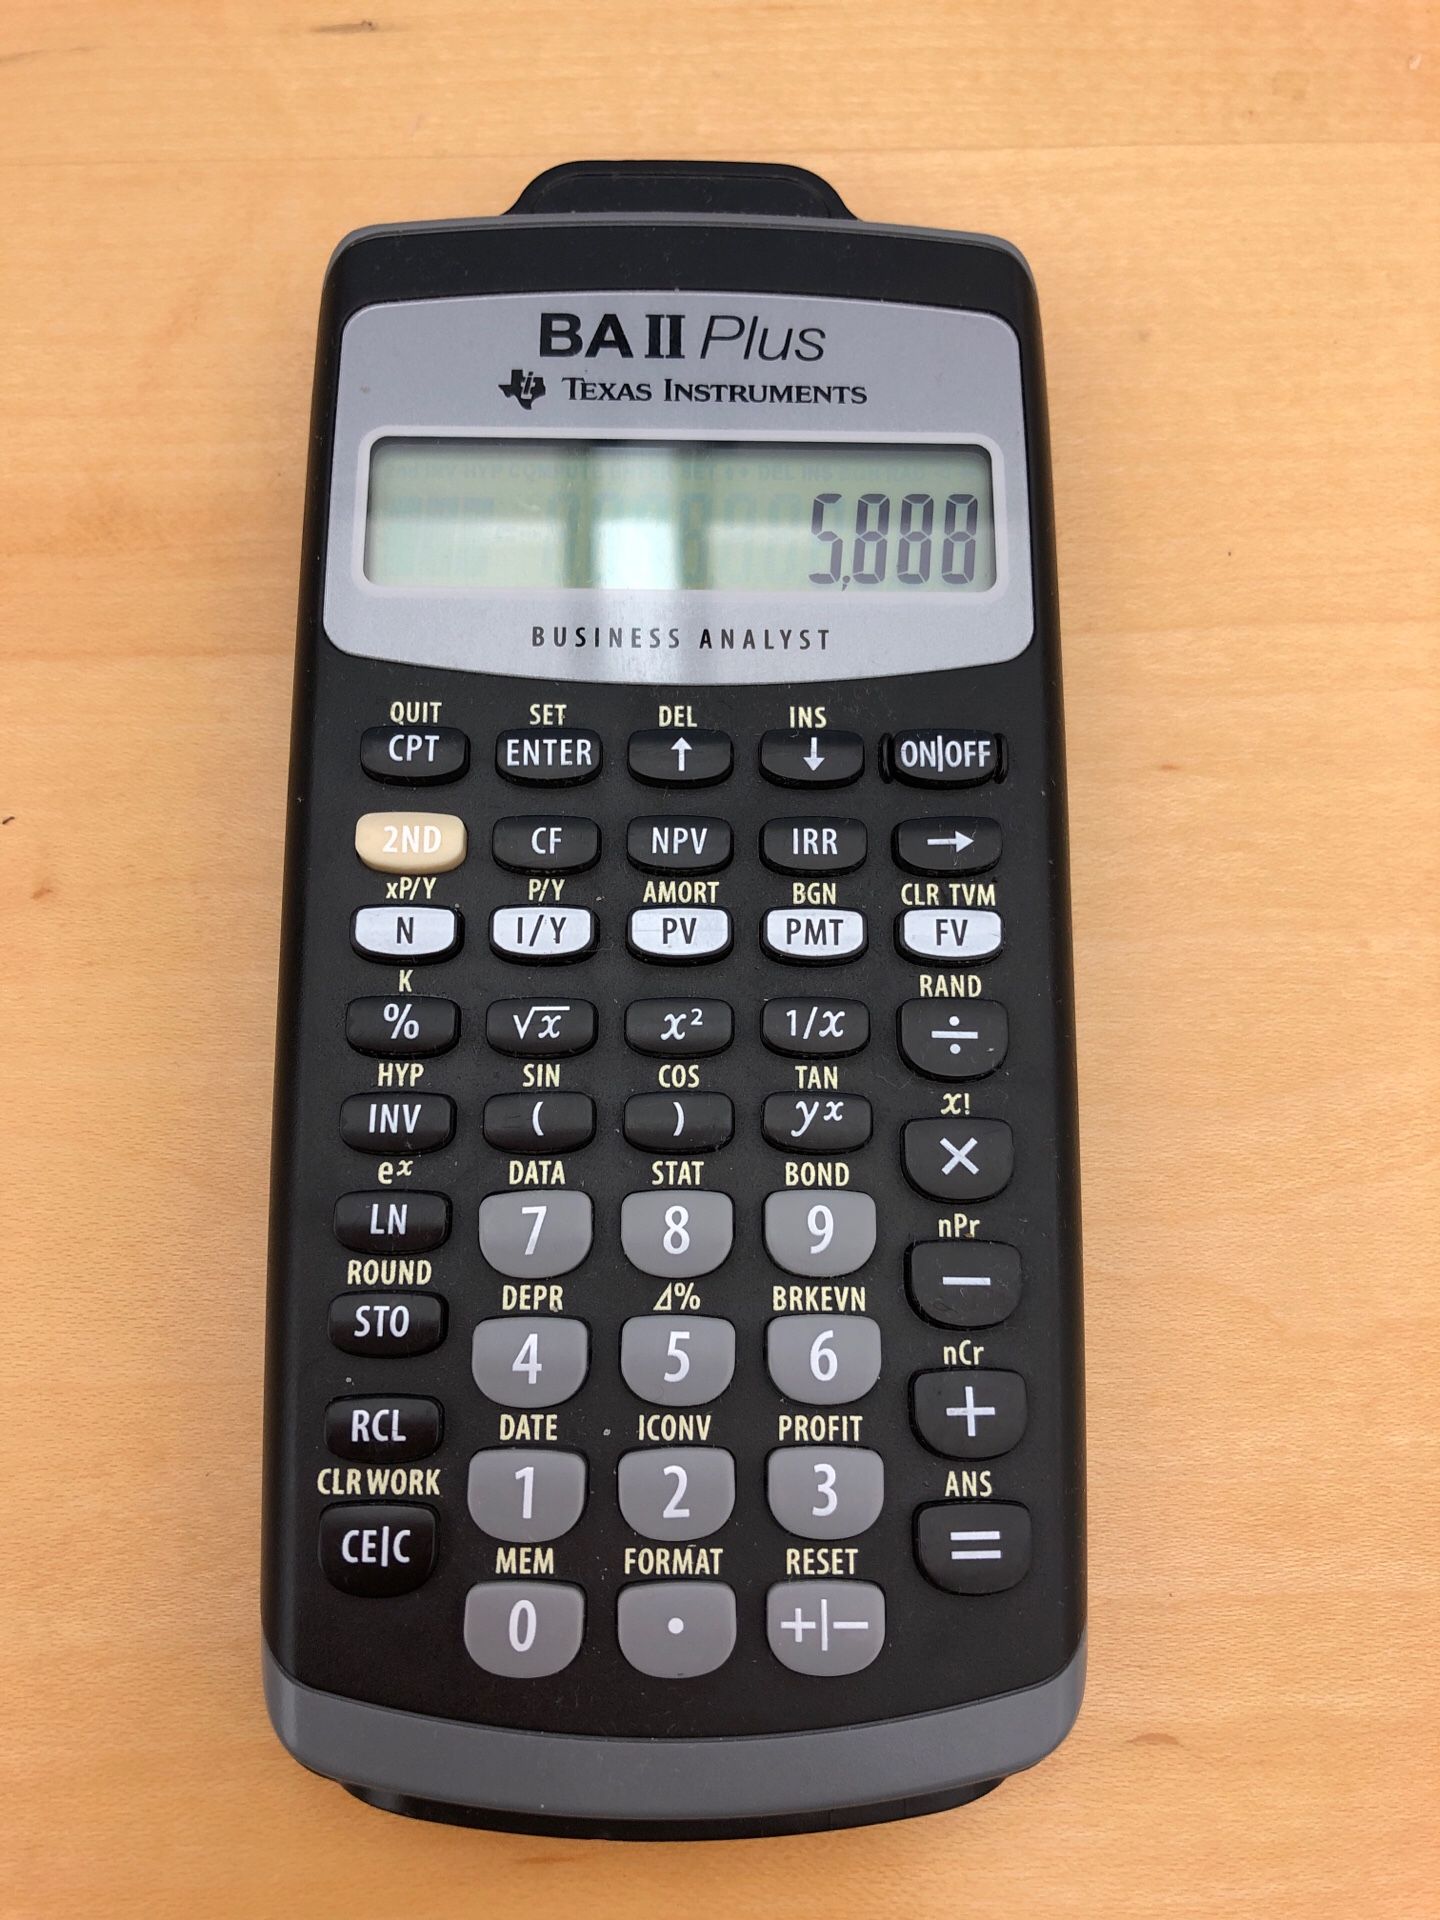 BA II Plus
TEXAS INSTRUMENTS
5,888
BUSINESS ANALYST
QUIT SET DEL INS
CPT ENTER ↑ ↓ ON|OFF
2ND CF NPV IRR →
xP/Y P/Y AMORT BGN CLR TVM
N I/Y PV PMT FV
K RAND
% √x x² 1/x ÷
HYP SIN COS TAN x!
INV ( ) yˣ ×
eˣ DATA STAT BOND nPr
LN 7 8 9 −
ROUND DEPR Δ% BRKEVN nCr
STO 4 5 6 +
RCL DATE ICONV PROFIT ANS
CLR WORK 1 2 3 =
CE|C MEM FORMAT RESET
0 . +|−